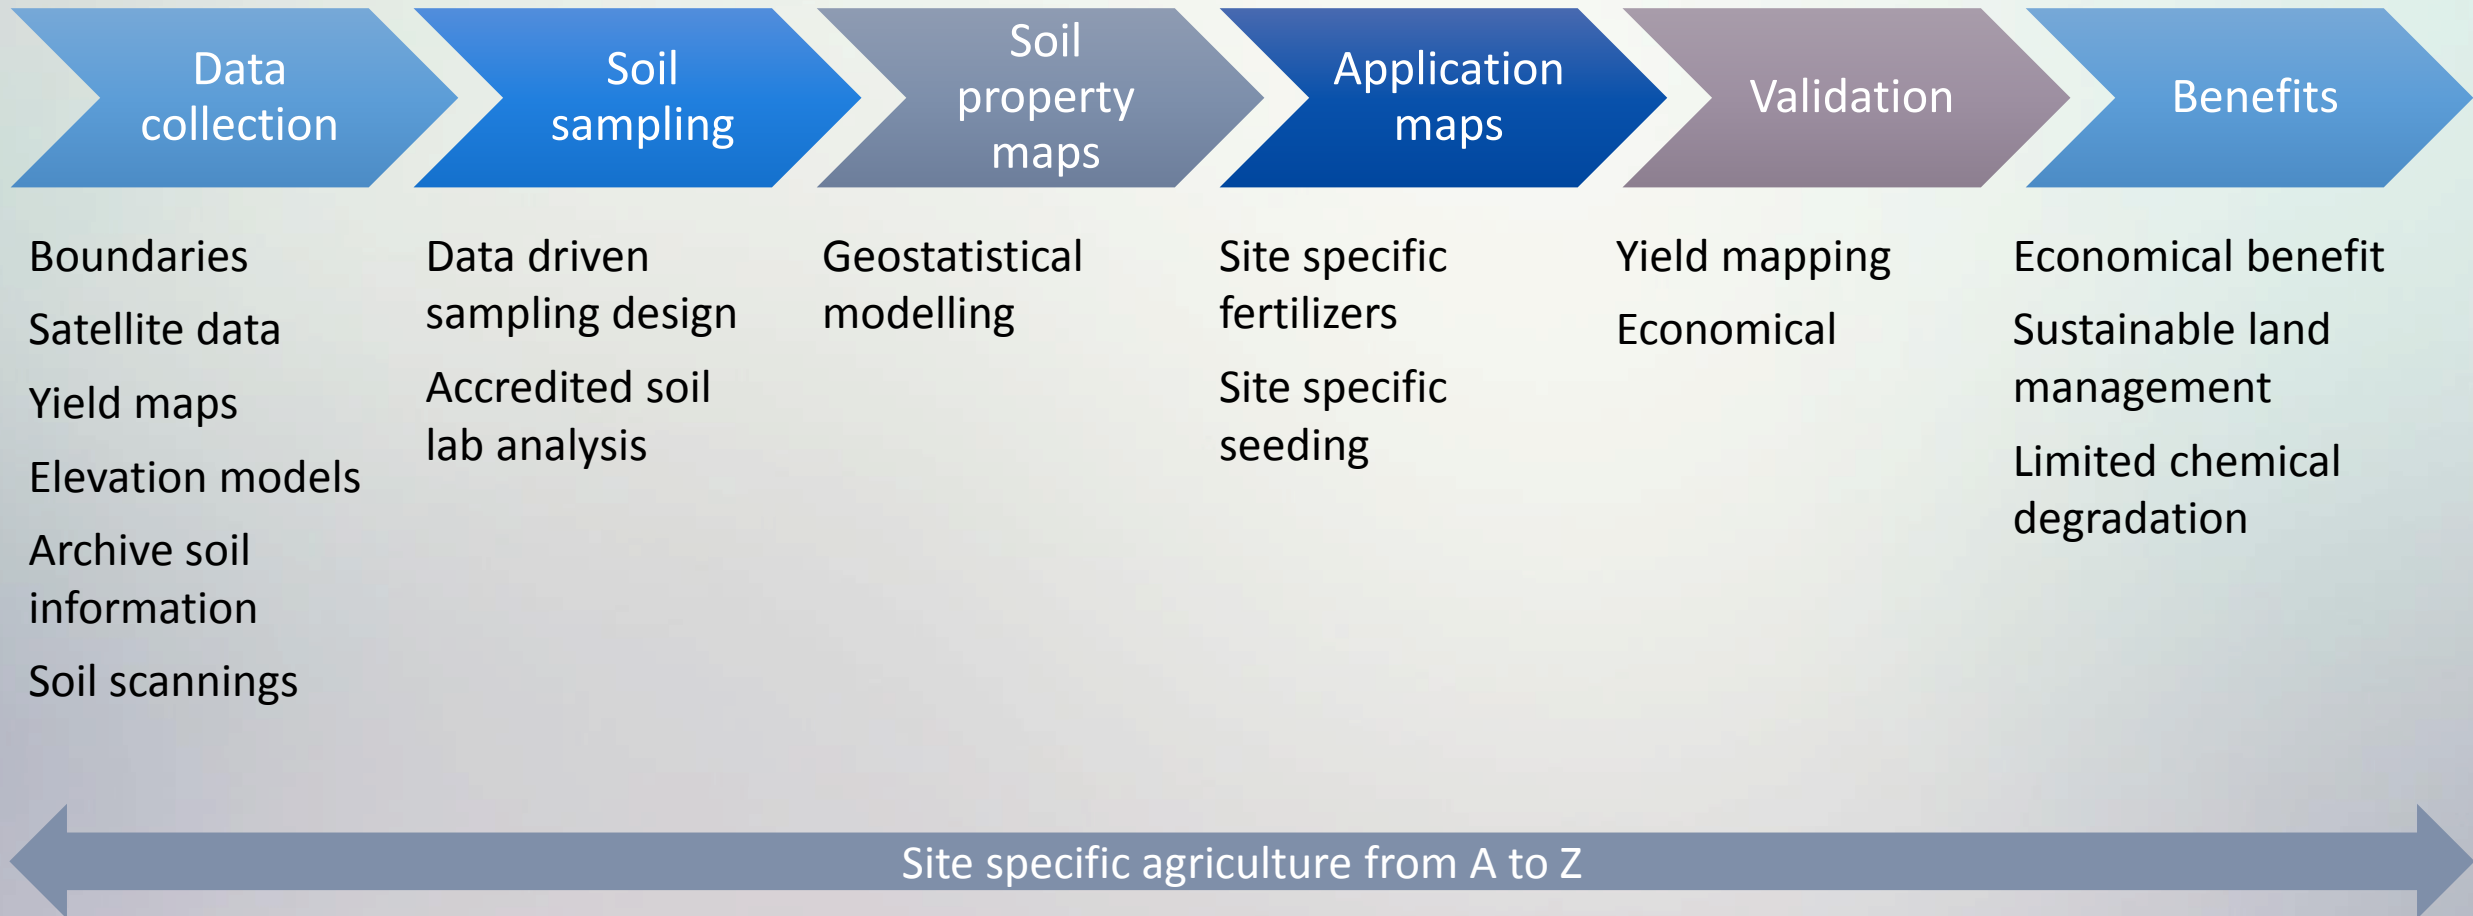 Data
collection
Soil
sampling
Soil
property
maps
Application
maps
Validation
Benefits
Boundaries
Satellite data
Yield maps
Elevation models
Archive soil
information
Soil scannings
Data driven
sampling design
Accredited soil
lab analysis
Geostatistical
modelling
Site specific
fertilizers
Site specific
seeding
Yield mapping
Economical
Economical benefit
Sustainable land
management
Limited chemical
degradation
Site specific agriculture from A to Z